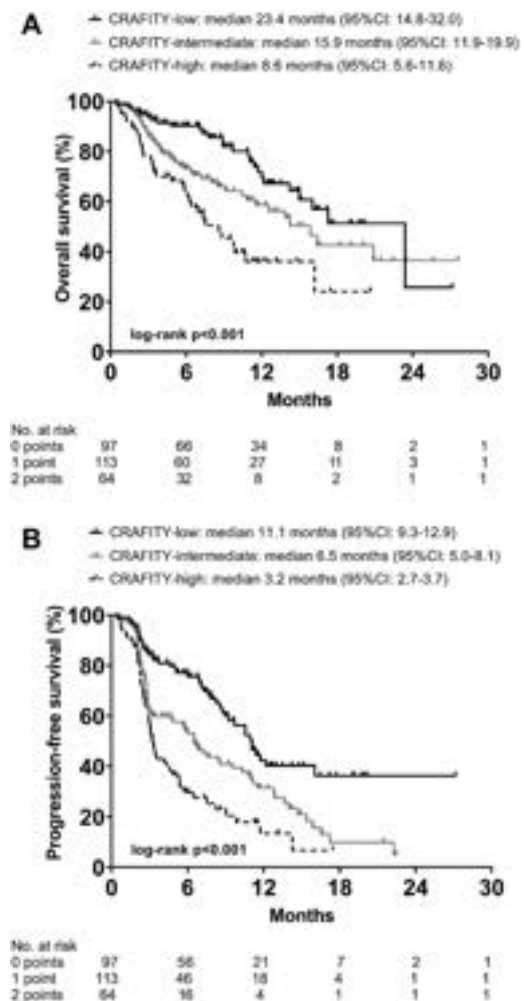 A
CRAFITY-low: median 23.4 months (95%CI: 14.8-32.0)
CRAFITY-intermediate: median 15.9 months (95%CI: 11.9-19.9)
CRAFITY-high: median 8.6 months (95%CI: 5.6-11.6)
Overall survival (%)
100
80
60
40
20
0
log-rank p<0.001
0 6 12 18 24 30
Months
No. at risk
0 points 97 66 34 8 2 1
1 point 113 60 27 11 3 1
2 points 64 32 8 2 1 1
B
CRAFITY-low: median 11.1 months (95%CI: 9.3-12.9)
CRAFITY-intermediate: median 6.5 months (95%CI: 5.0-8.1)
CRAFITY-high: median 3.2 months (95%CI: 2.7-3.7)
Progression-free survival (%)
100
80
60
40
20
0
log-rank p<0.001
0 6 12 18 24 30
Months
No. at risk
0 points 97 56 21 7 2 1
1 point 113 46 18 4 1 1
2 points 64 16 4 1 1 1